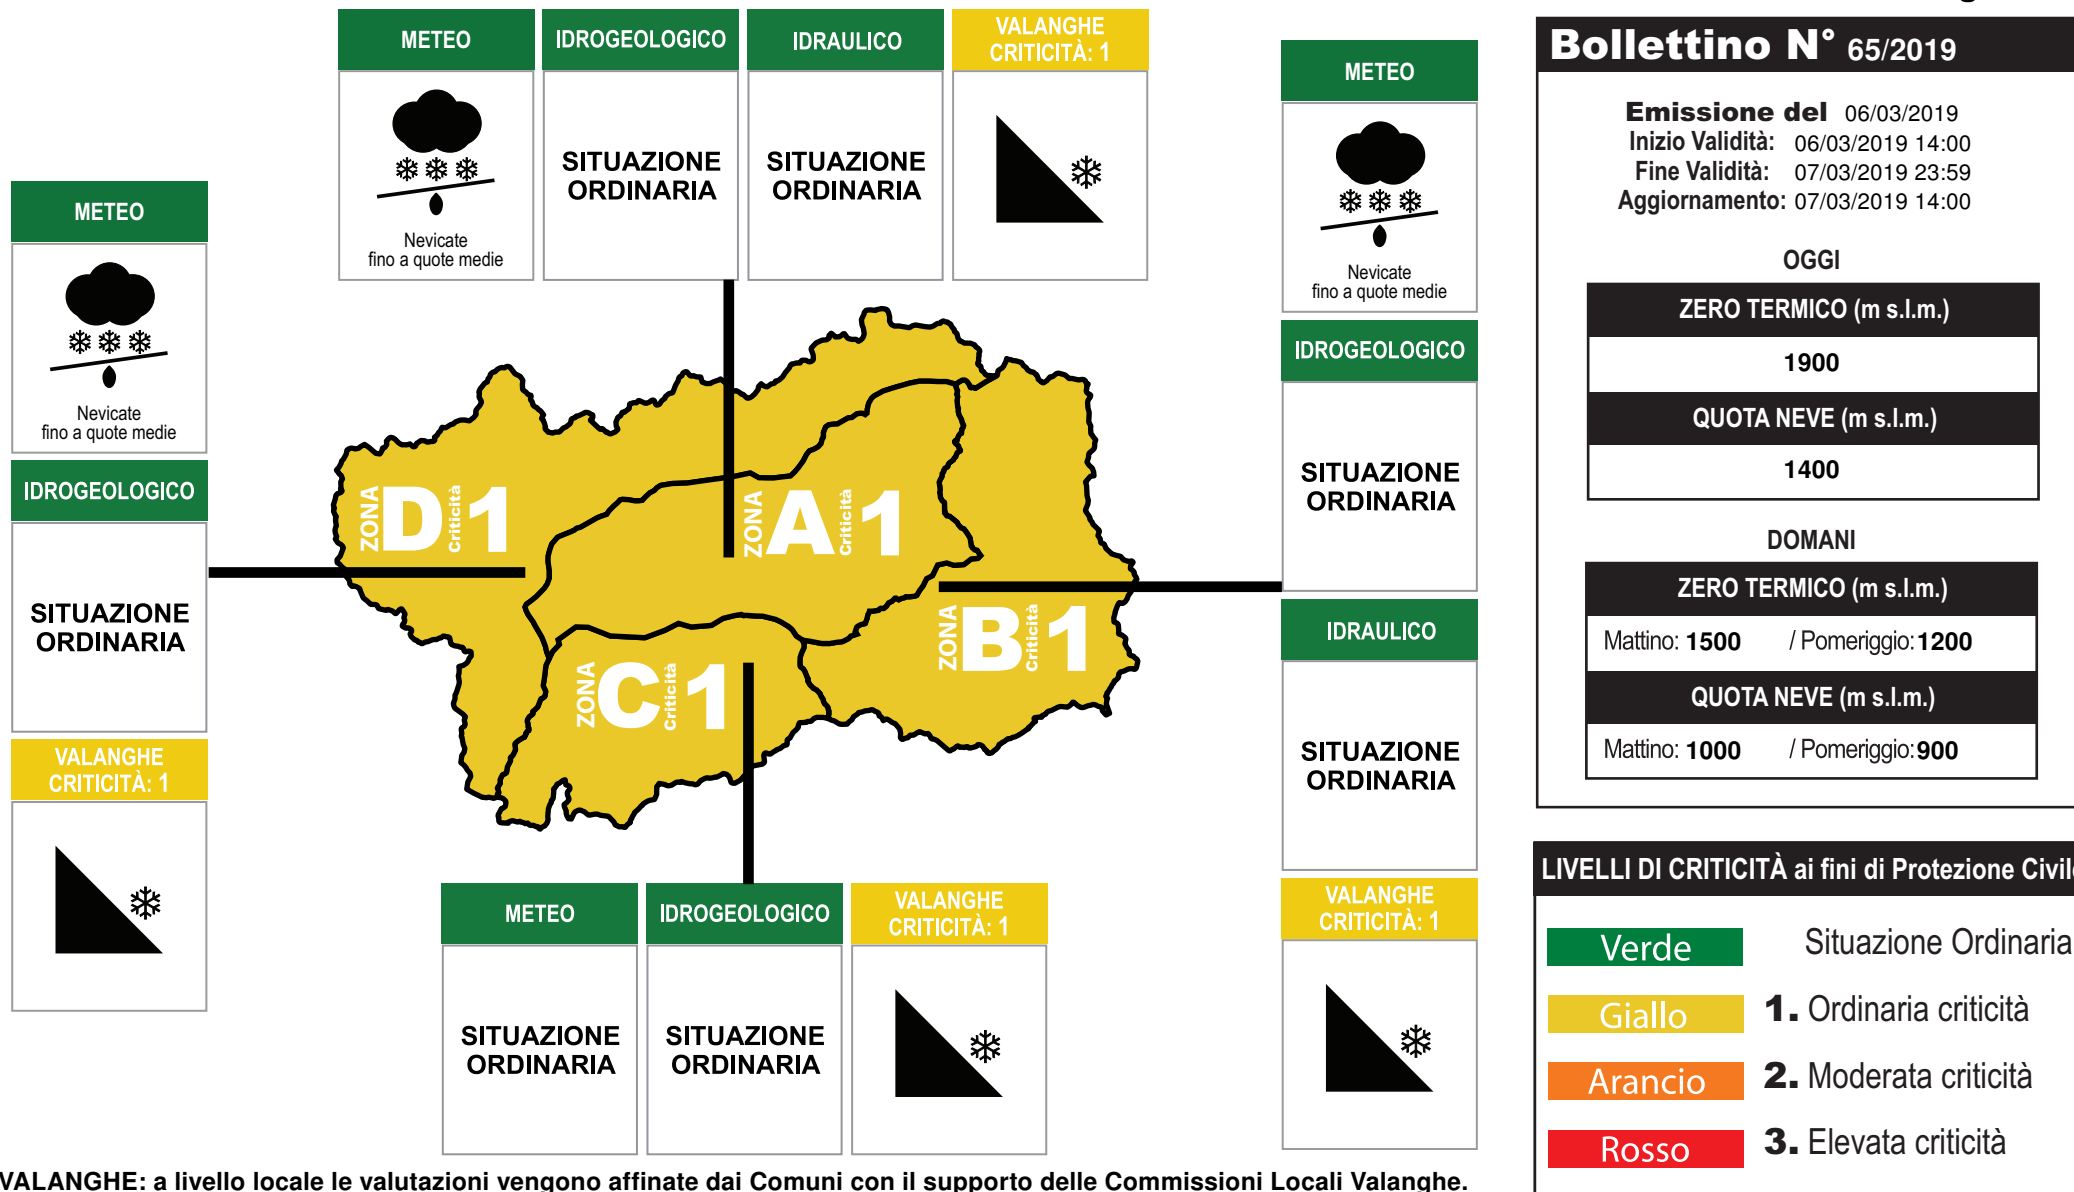 METEO
Nevicate
fino a quote medie
IDROGEOLOGICO
SITUAZIONE
ORDINARIA
VALANGHE
CRITICITÀ: 1
METEO
Nevicate
fino a quote medie
IDROGEOLOGICO
SITUAZIONE
ORDINARIA
IDRAULICO
SITUAZIONE
ORDINARIA
VALANGHE
CRITICITÀ: 1
ZONA D Criticità 1
ZONA A Criticità 1
ZONA B Criticità 1
ZONA C Criticità 1
METEO
SITUAZIONE
ORDINARIA
IDROGEOLOGICO
SITUAZIONE
ORDINARIA
VALANGHE
CRITICITÀ: 1
METEO
Nevicate
fino a quote medie
IDROGEOLOGICO
SITUAZIONE
ORDINARIA
IDRAULICO
SITUAZIONE
ORDINARIA
VALANGHE
CRITICITÀ: 1
Bollettino N° 65/2019
Emissione del 06/03/2019
Inizio Validità: 06/03/2019 14:00
Fine Validità: 07/03/2019 23:59
Aggiornamento: 07/03/2019 14:00
OGGI
ZERO TERMICO (m s.l.m.)
1900
QUOTA NEVE (m s.l.m.)
1400
DOMANI
ZERO TERMICO (m s.l.m.)
Mattino: 1500 / Pomeriggio: 1200
QUOTA NEVE (m s.l.m.)
Mattino: 1000 / Pomeriggio: 900
LIVELLI DI CRITICITÀ ai fini di Protezione Civile
Verde Situazione Ordinaria
Giallo 1. Ordinaria criticità
Arancio 2. Moderata criticità
Rosso 3. Elevata criticità
VALANGHE: a livello locale le valutazioni vengono affinate dai Comuni con il supporto delle Commissioni Locali Valanghe.